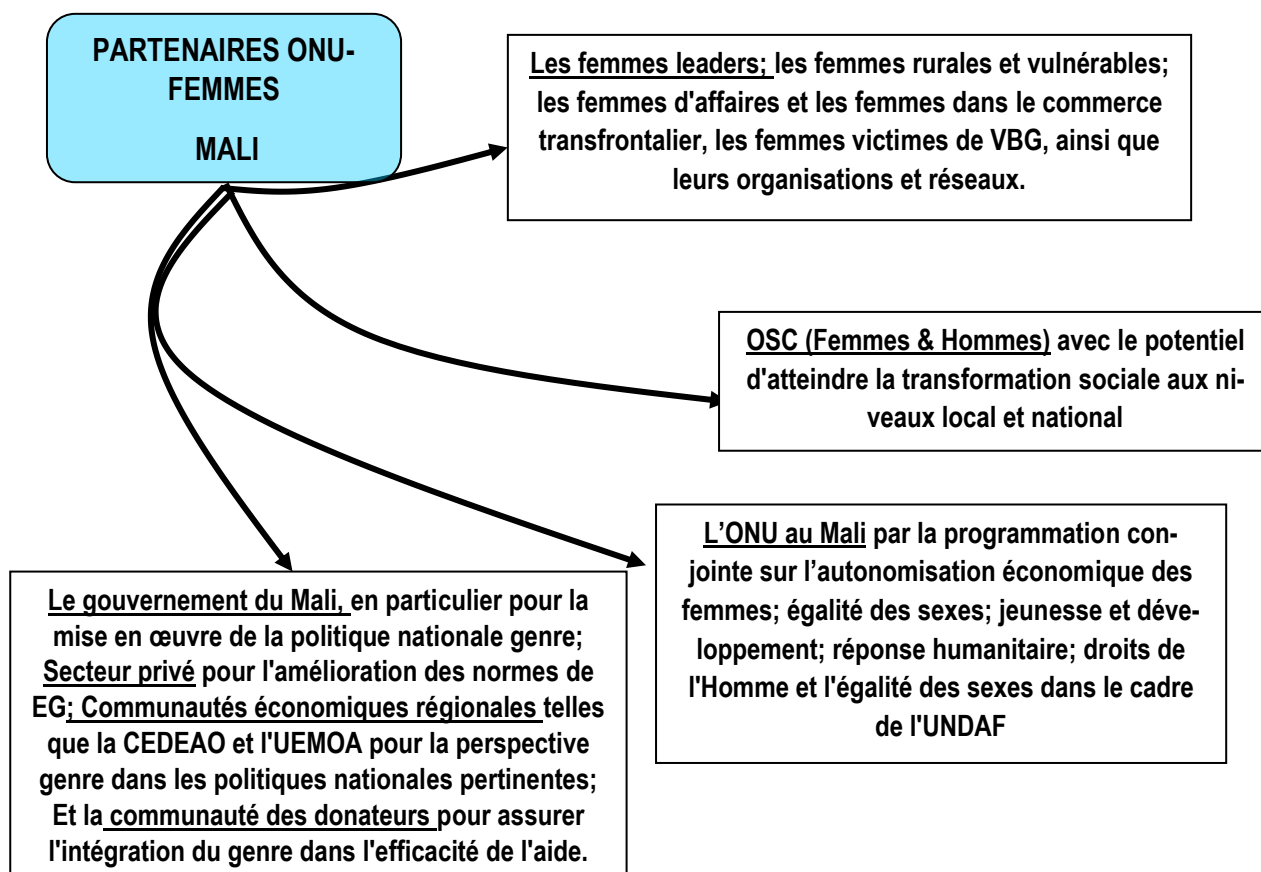 PARTENAIRES ONU-
FEMMES
MALI
Les femmes leaders; les femmes rurales et vulnérables;
les femmes d'affaires et les femmes dans le commerce
transfrontalier, les femmes victimes de VBG, ainsi que
leurs organisations et réseaux.
OSC (Femmes & Hommes) avec le potentiel
d'atteindre la transformation sociale aux ni-
veaux local et national
L’ONU au Mali par la programmation con-
jointe sur l’autonomisation économique des
femmes; égalité des sexes; jeunesse et déve-
loppement; réponse humanitaire; droits de
l'Homme et l'égalité des sexes dans le cadre
de l'UNDAF
Le gouvernement du Mali, en particulier pour la
mise en œuvre de la politique nationale genre;
Secteur privé pour l'amélioration des normes de
EG; Communautés économiques régionales telles
que la CEDEAO et l'UEMOA pour la perspective
genre dans les politiques nationales pertinentes;
Et la communauté des donateurs pour assurer
l'intégration du genre dans l'efficacité de l'aide.